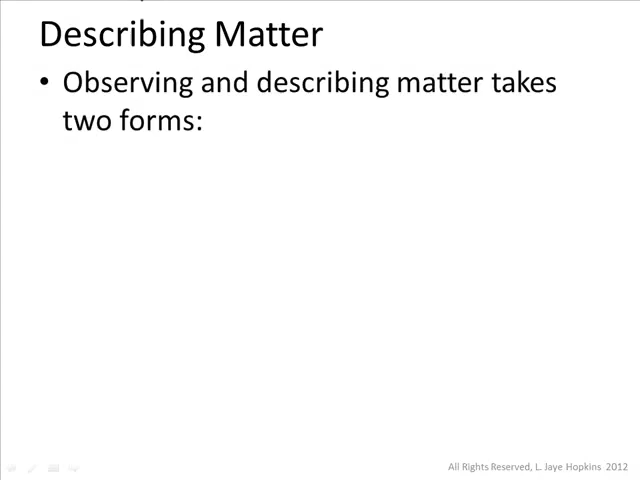 Describing Matter
• Observing and describing matter takes
two forms:
All Rights Reserved, L. Jaye Hopkins 2012